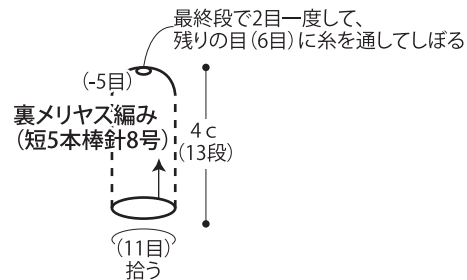 最終段で2目一度して、
残りの目(6目)に糸を通してしぼる
(-5目)
裏メリヤズ編み
(短5本棒針8号)
4c
(13段)
(11目)
拾う